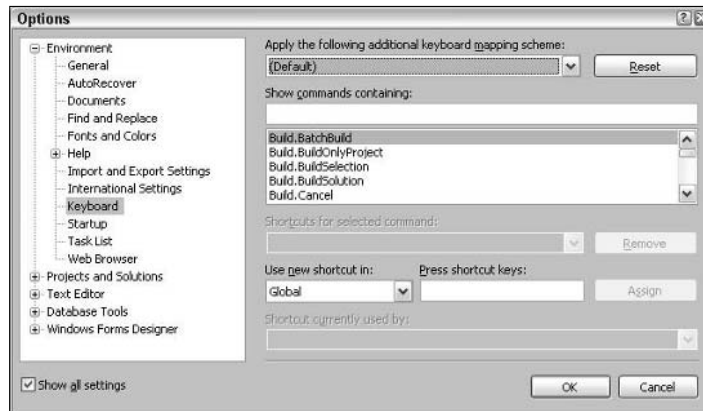 Options
Environment
General
AutoRecover
Documents
Find and Replace
Fonts and Colors
Help
Import and Export Settings
International Settings
Keyboard
Startup
Task List
Web Browser
Projects and Solutions
Text Editor
Database Tools
Windows Forms Designer
Show all settings
Apply the following additional keyboard mapping scheme:
(Default)
Reset
Show commands containing:
Build.BatchBuild
Build.BuildOnlyProject
Build.BuildSelection
Build.BuildSolution
Build.Cancel
Shortcuts for selected command:
Remove
Use new shortcut in:
Press shortcut keys:
Global
Assign
Shortcut currently used by:
OK
Cancel